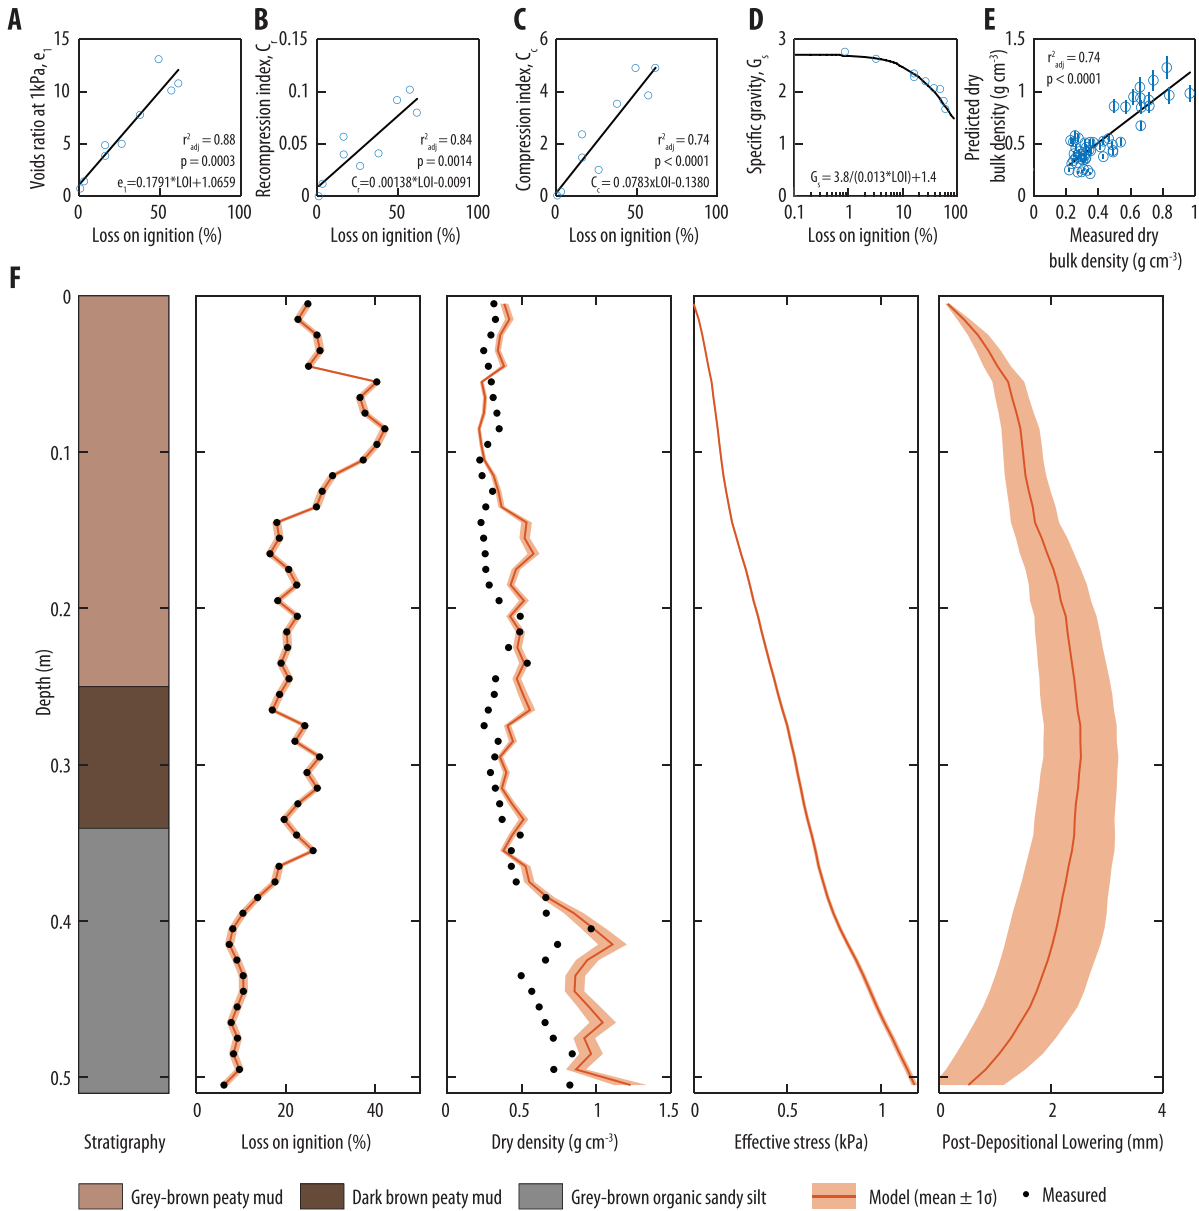 A
B
C
D
E
15
10
5
0
0
50
100
Voids ratio at 1kPa, e1
Loss on ignition (%)
r²adj = 0.88
p = 0.0003
e1=0.1791*LOI+1.0659
0.15
0.1
0.05
0
0
50
100
Recompression index, Cr
Loss on ignition (%)
r²adj = 0.84
p = 0.0014
Cr= 0.00138*LOI-0.0091
6
4
2
0
0
50
100
Compression index, Cc
Loss on ignition (%)
r²adj = 0.74
p < 0.0001
Cc= 0.0783xLOI-0.1380
3
2
1
0
0.1
1
10
100
Specific gravity, Gs
Loss on ignition (%)
Gs= 3.8/(0.013*LOI)+1.4
1.5
1
0.5
0
0
0.2
0.4
0.6
0.8
1
Predicted dry
bulk density (g cm⁻³)
Measured dry
bulk density (g cm⁻³)
r²adj = 0.74
p < 0.0001
F
Depth (m)
0
0.1
0.2
0.3
0.4
0.5
Stratigraphy
0
20
40
Loss on ignition (%)
0
0.5
1
1.5
Dry density (g cm⁻³)
0
0.5
1
Effective stress (kPa)
0
2
4
Post-Depositional Lowering (mm)
Grey-brown peaty mud
Dark brown peaty mud
Grey-brown organic sandy silt
Model (mean ± 1σ)
Measured